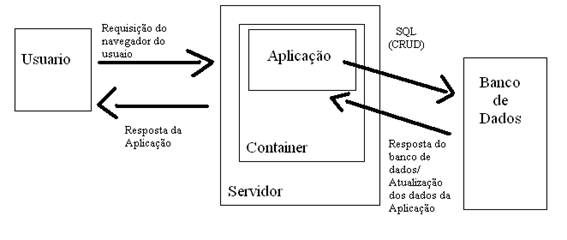 Requisição do
navegador do
usuaio
Usuario
Resposta da
Aplicação
Aplicação
Container
Servidor
SQL
(CRUD)
Resposta do
banco de
dados/
Atualização
dos dados da
Aplicação
Banco
de
Dados